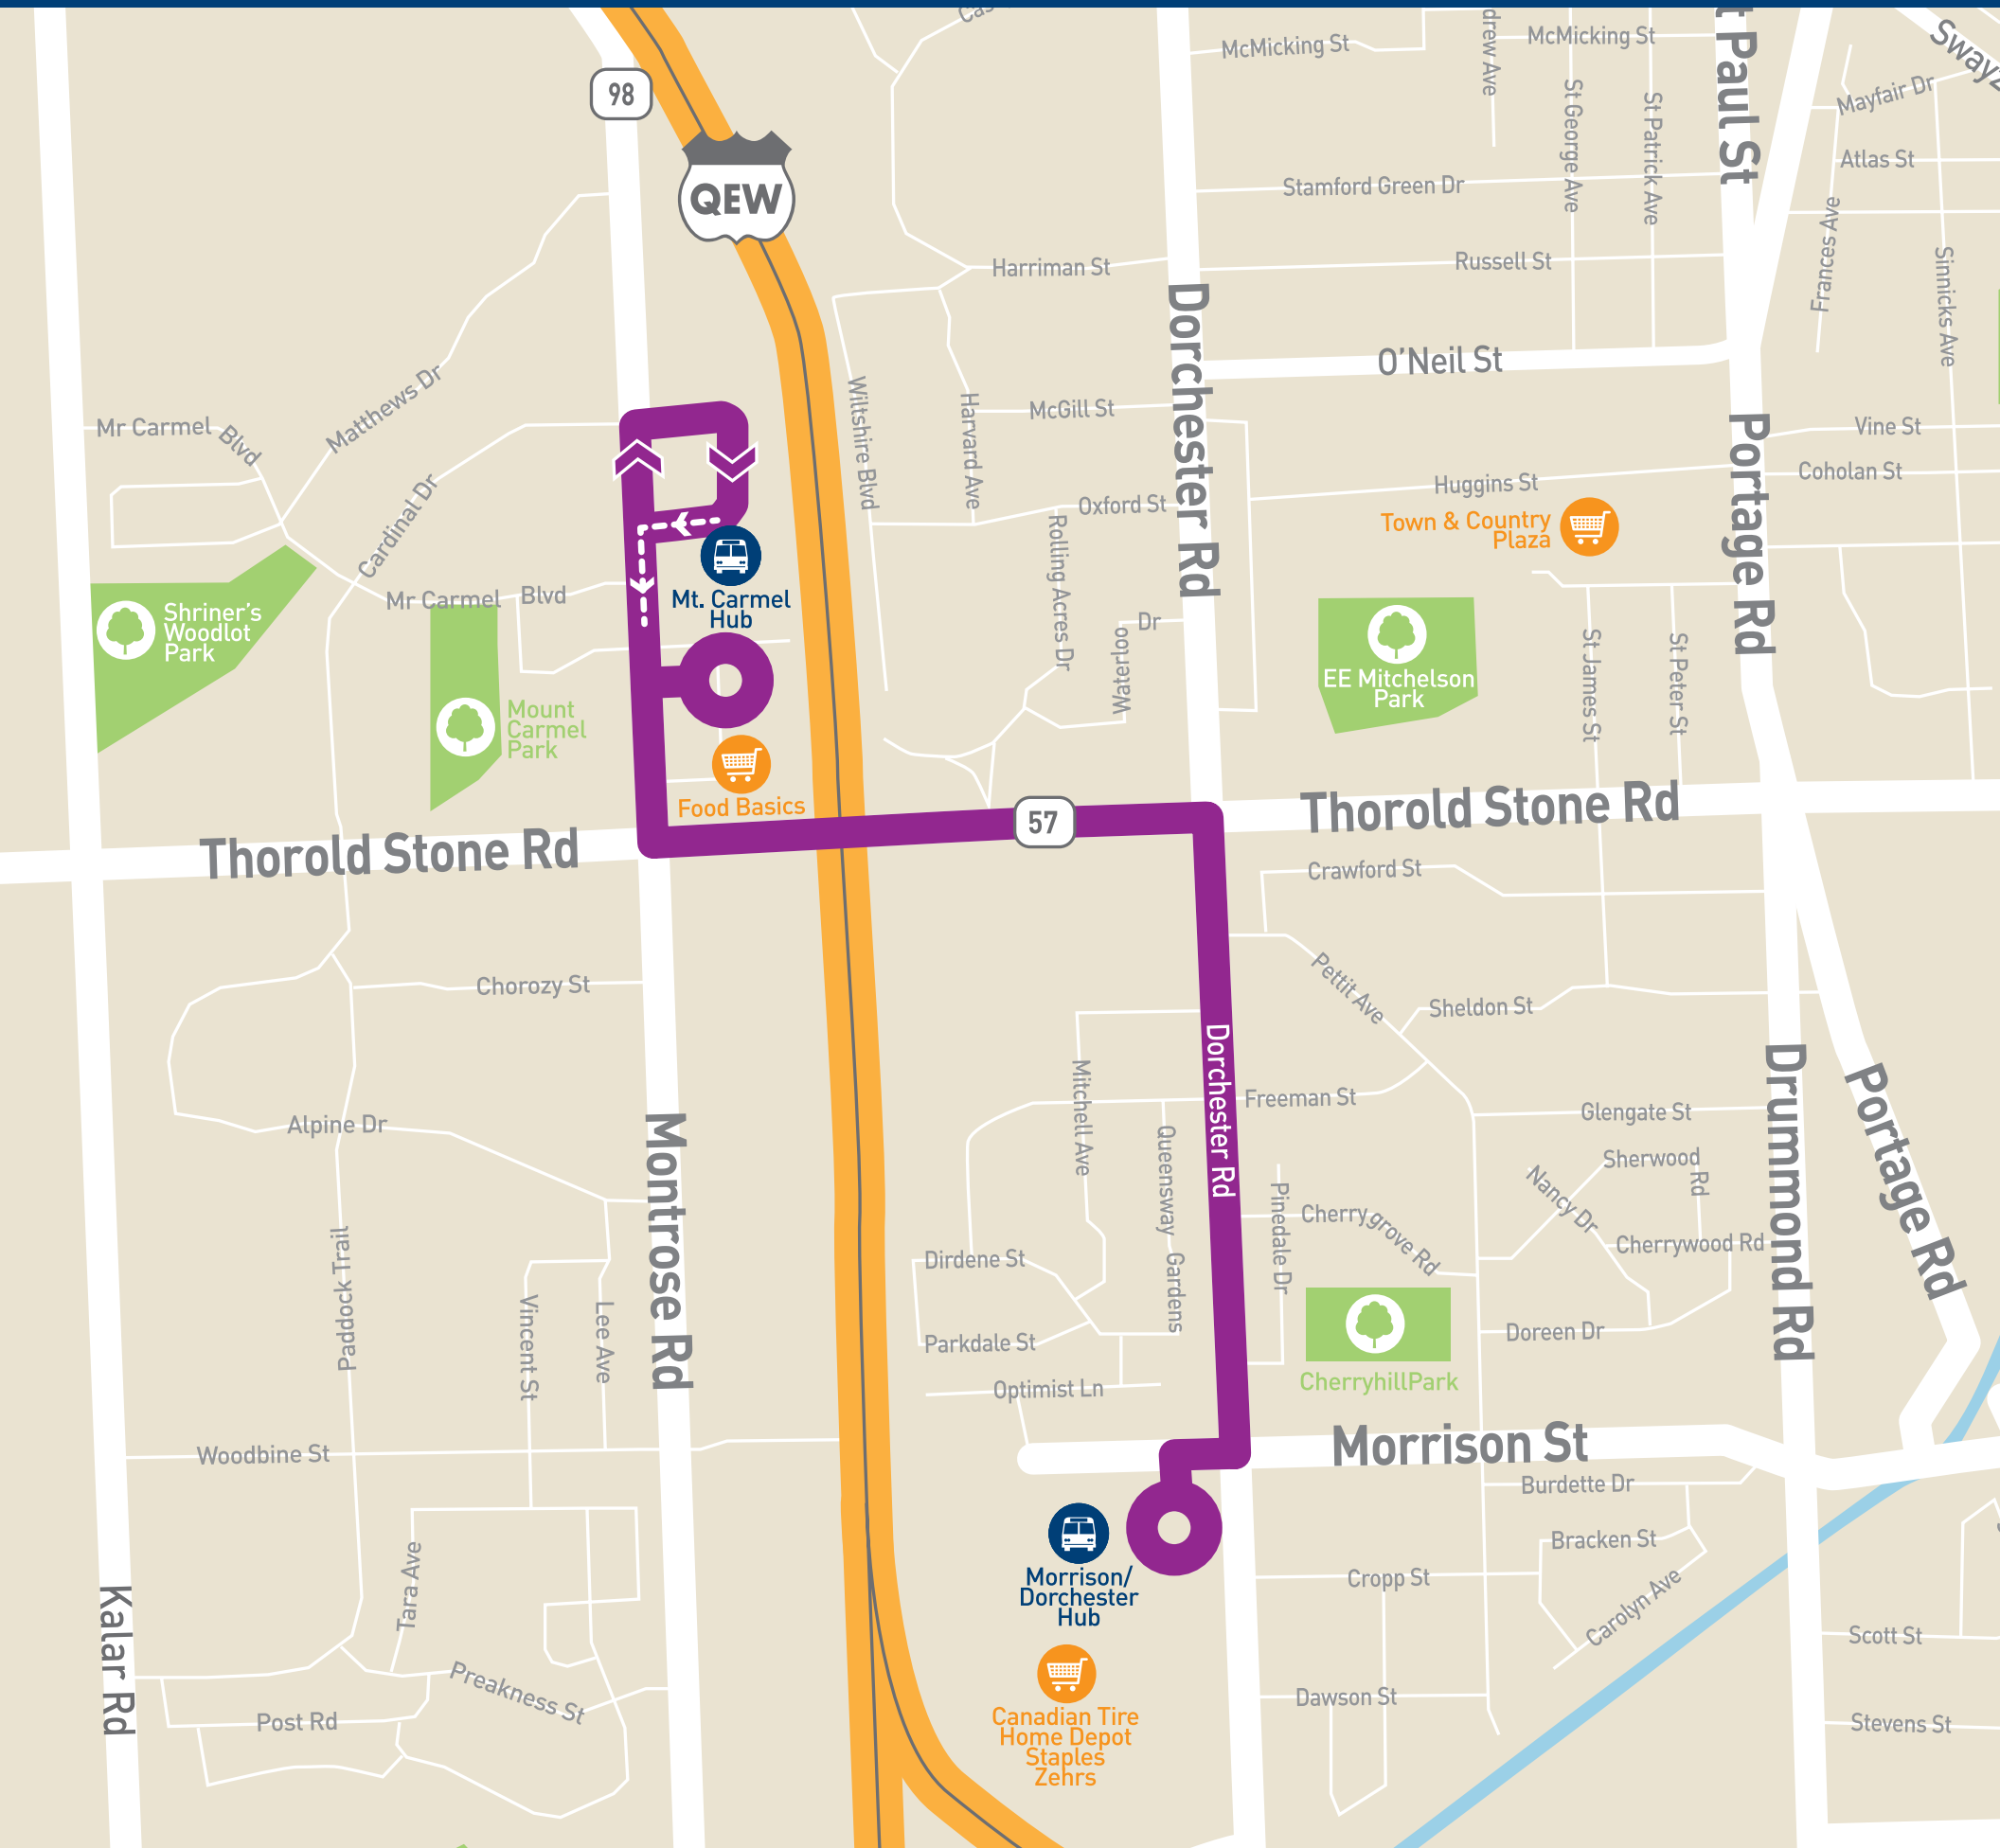 98
QEW
McMicking St
drew Ave
McMicking St
St George Ave
St Patrick Ave
t Paul St
Mayfair Dr
Atlas St
Stamford Green Dr
Harriman St
Russell St
Frances Ave
Sinnicks Ave
Dorchester Rd
O'Neil St
Matthews Dr
Mr Carmel Blvd
Wiltshire Blvd
Harvard Ave
McGill St
Portage Rd
Vine St
Coholan St
Huggins St
Town & Country
Plaza
Cardinal Dr
Oxford St
Rolling Acres Dr
Mr Carmel Blvd
Mt. Carmel
Hub
Shriner's
Woodlot
Park
Waterloo Dr
EE Mitchelson
Park
St James St
St Peter St
Mount
Carmel
Park
Food Basics
Thorold Stone Rd
57
Thorold Stone Rd
Crawford St
Pettit Ave
Sheldon St
Chorozy St
Dorchester Rd
Mitchell Ave
Freeman St
Glengate St
Drummond Rd
Portage Rd
Alpine Dr
Montrose Rd
Queensway Gardens
Pinedale Dr
Cherrygrove Rd
Nancy Dr
Sherwood Rd
Cherrywood Rd
Paddock Trail
Dirdene St
Vincent St
Lee Ave
Parkdale St
Doreen Dr
CherryhillPark
Optimist Ln
Woodbine St
Morrison St
Burdette Dr
Bracken St
Tara Ave
Morrison/
Dorchester
Hub
Cropp St
Carolyn Ave
Kalar Rd
Scott St
Preakness St
Post Rd
Dawson St
Stevens St
Canadian Tire
Home Depot
Staples
Zehrs